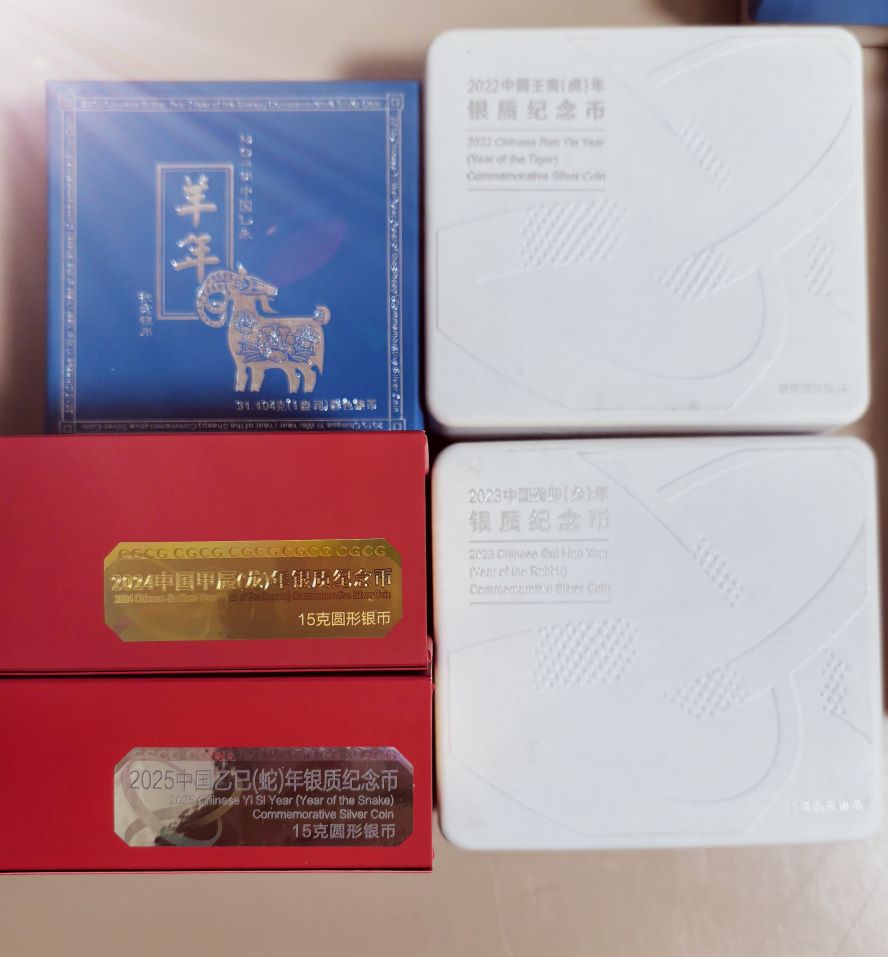 2015中国乙未
羊年
31.104克(1盎司)彩色银币
2022中国壬寅(虎)年
银质纪念币
2022 Chinese Ren Yin Year
(Year of the Tiger)
Commemorative Silver Coin
CGCG CGCG CGCGCGCG CGCG
2024中国甲辰(龙)年银质纪念币
15克圆形银币
2025中国乙巳(蛇)年银质纪念币
2025 Chinese Yi Si Year (Year of the Snake)
Commemorative Silver Coin
15克圆形银币
2023中国癸卯(兔)年
银质纪念币
2023 Chinese Gui Mao Year
(Year of the Rabbit)
Commemorative Silver Coin